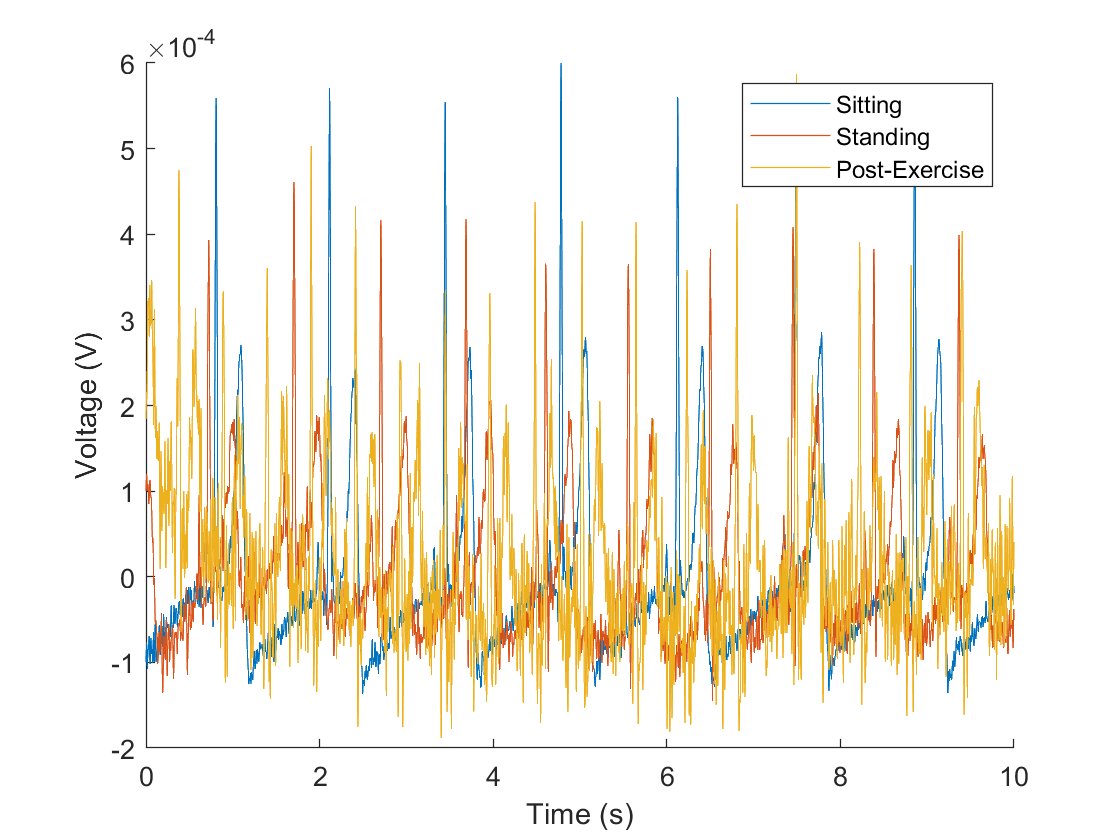 ×10-4
6
5
4
3
2
1
0
-1
-2
Voltage (V)
Sitting
Standing
Post-Exercise
0 2 4 6 8 10
Time (s)